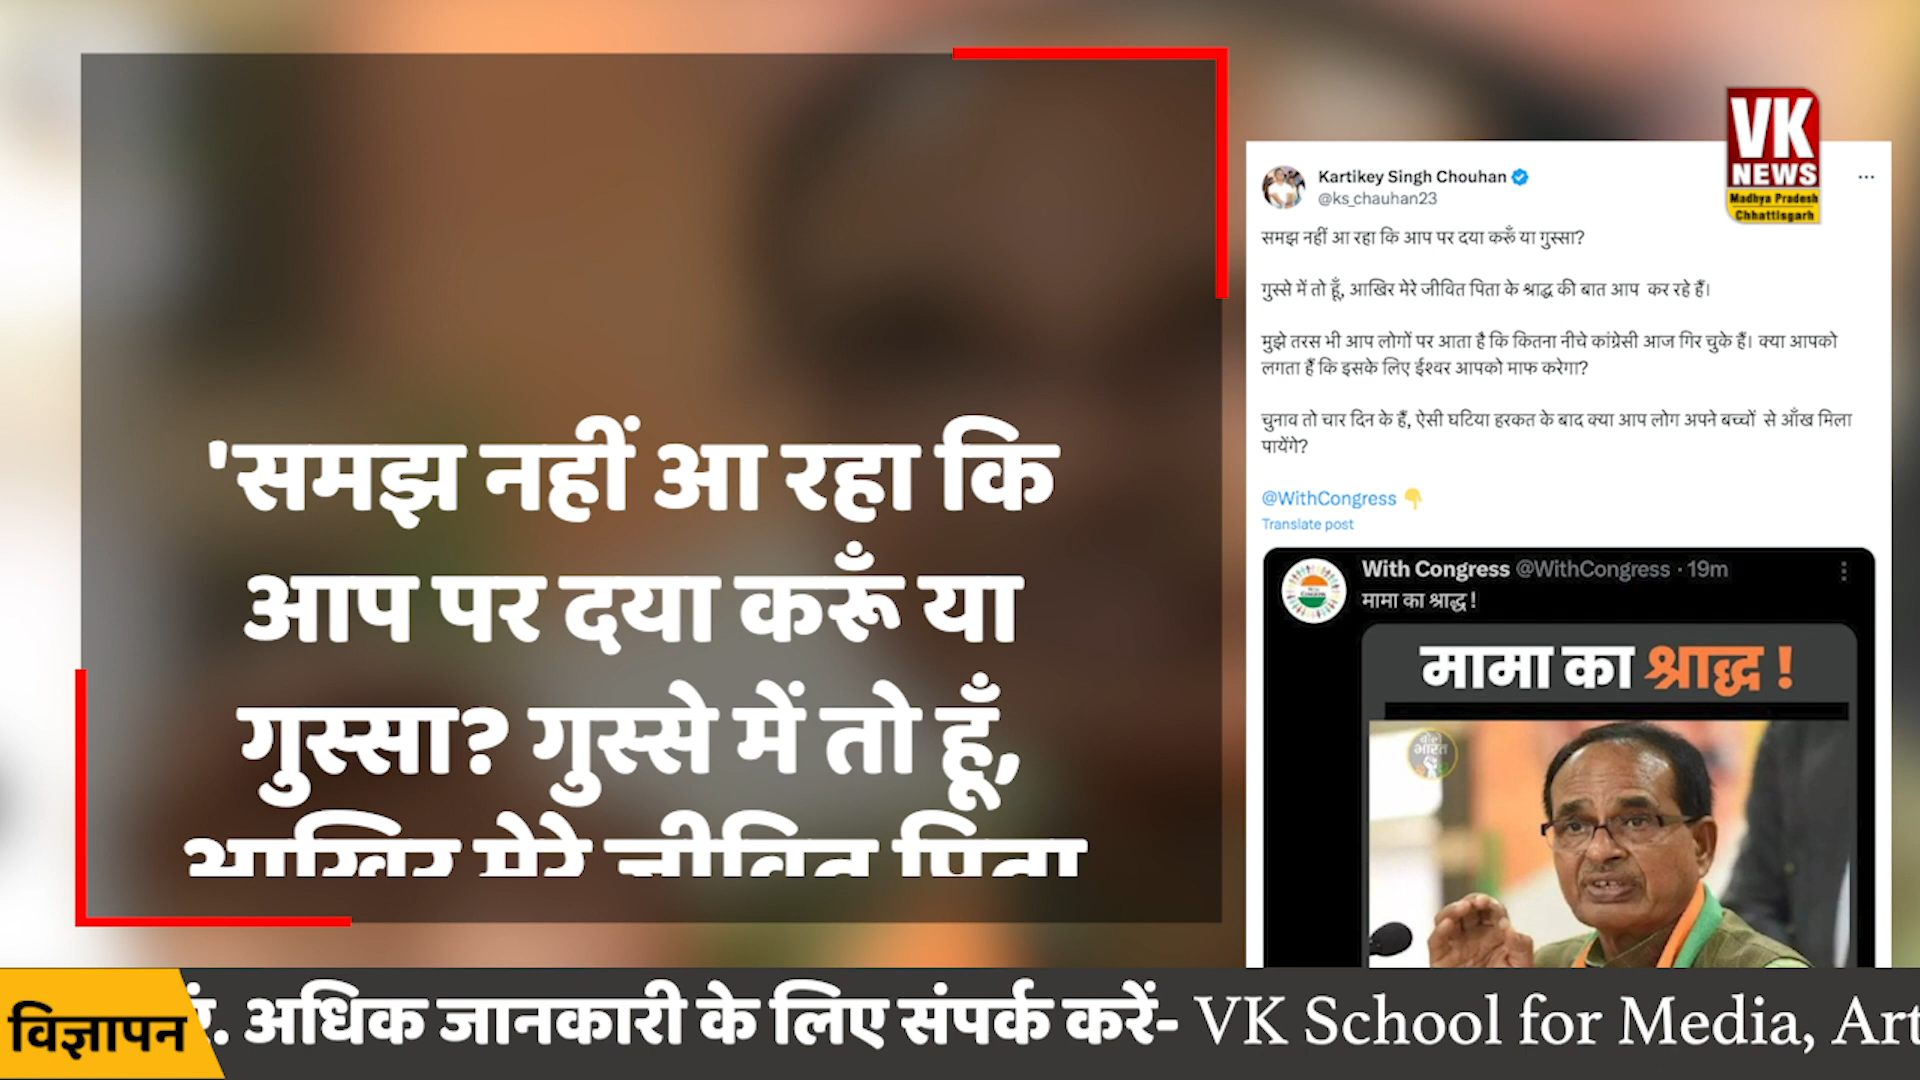 'समझ नहीं आ रहा कि
आप पर दया करूँ या
गुस्सा? गुस्से में तो हूँ,
आखिर मेरे जीवित पिता
VK
NEWS
Madhya Pradesh
Chhattisgarh
Kartikey Singh Chouhan
@ks_chauhan23
समझ नहीं आ रहा कि आप पर दया करूँ या गुस्सा?
गुस्से में तो हूँ, आखिर मेरे जीवित पिता के श्राद्ध की बात आप कर रहे हैं।
मुझे तरस भी आप लोगों पर आता है कि कितना नीचे कांग्रेसी आज गिर चुके हैं। क्या आपको
लगता हैं कि इसके लिए ईश्वर आपको माफ करेगा?
चुनाव तो चार दिन के हैं, ऐसी घटिया हरकत के बाद क्या आप लोग अपने बच्चों से आँख मिला
पायेंगे?
@WithCongress 👇
Translate post
With Congress @WithCongress · 19m
मामा का श्राद्ध !
मामा का श्राद्ध !
बोल
भारत
विज्ञापन
. अधिक जानकारी के लिए संपर्क करें- VK School for Media, Art